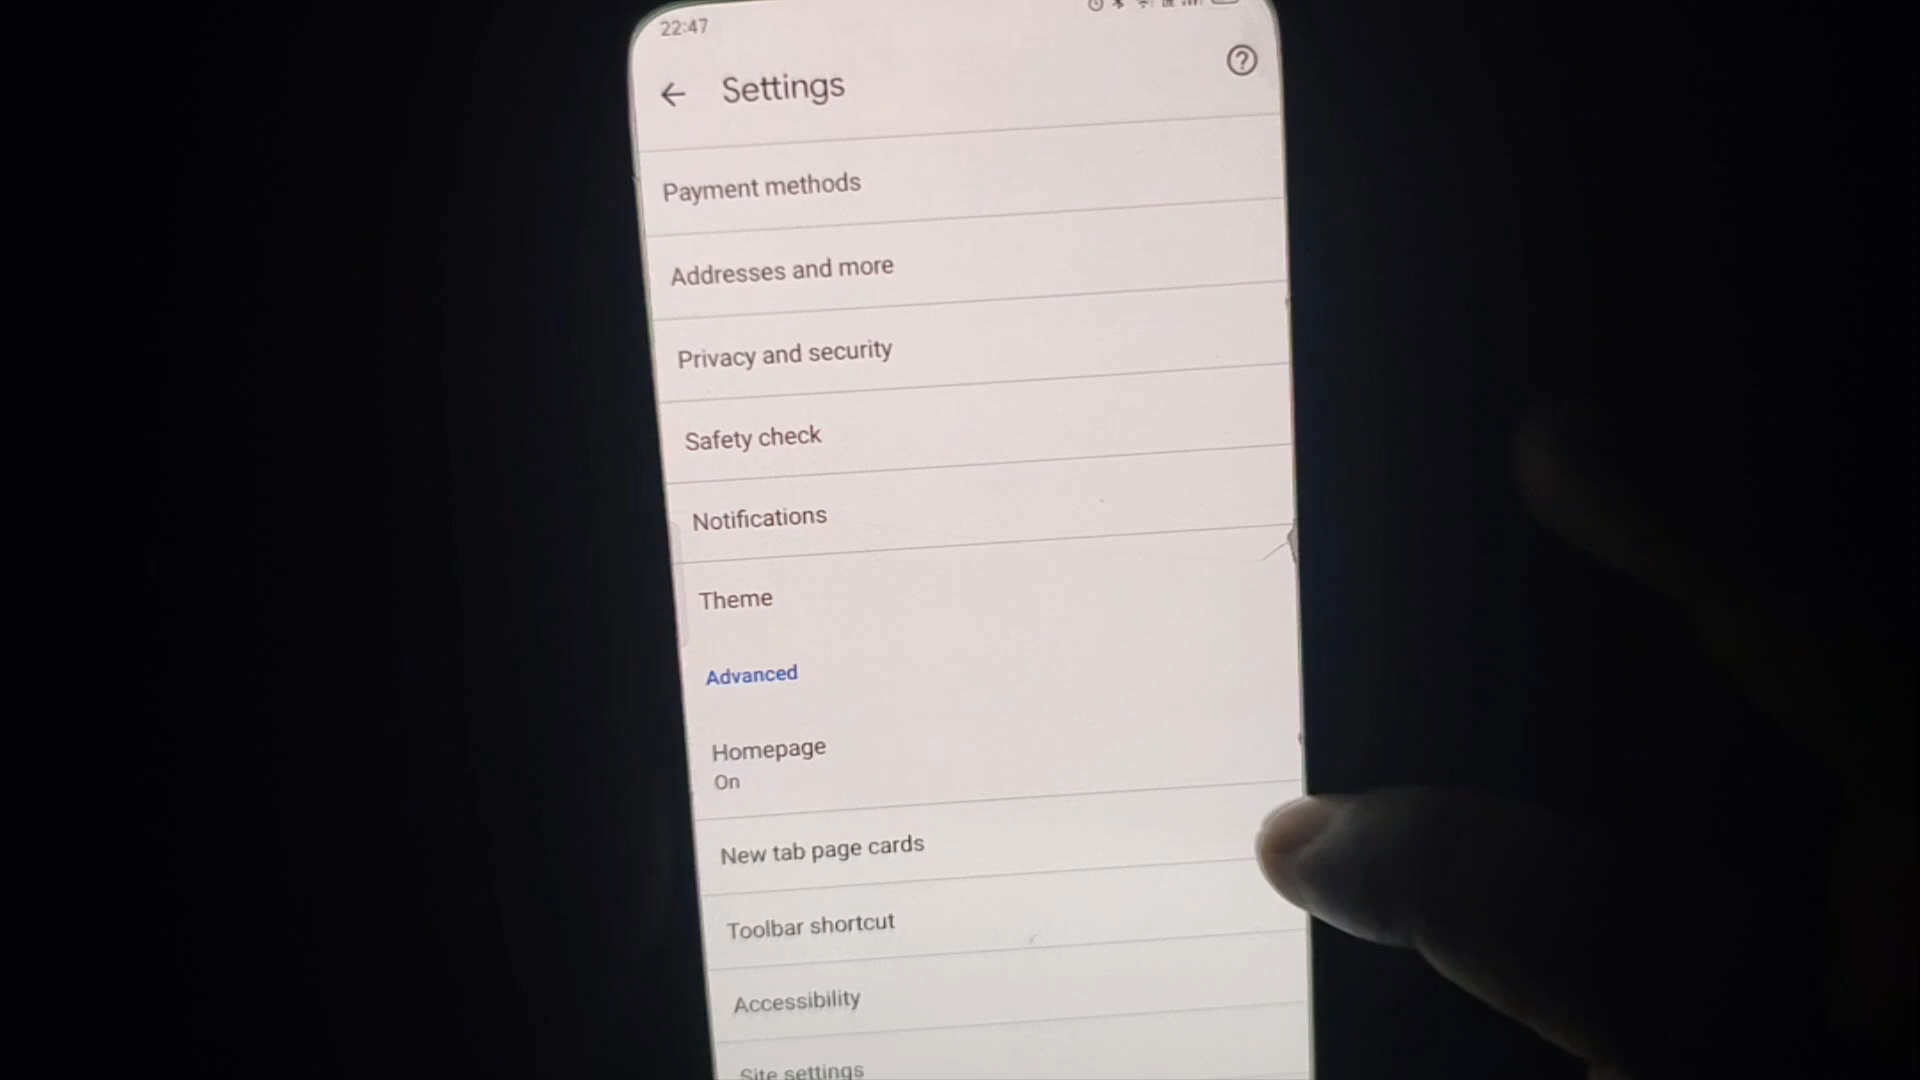 22:47
Settings
Payment methods
Addresses and more
Privacy and security
Safety check
Notifications
Theme
Advanced
Homepage
On
New tab page cards
Toolbar shortcut
Accessibility
Site settings